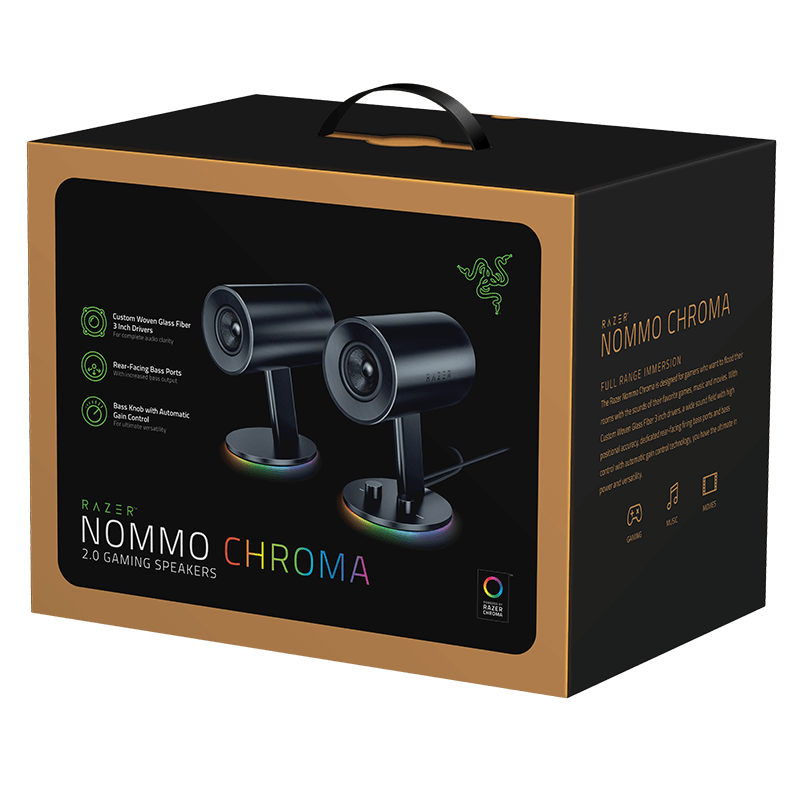 Custom Woven Glass Fiber
3 Inch Drivers
For complete audio clarity
Rear-Facing Bass Ports
With increased bass output
Bass Knob with Automatic
Gain Control
For ultimate versatility
RAZER
RAZER™
NOMMO CHROMA
2.0 GAMING SPEAKERS
POWERED BY
RAZER
CHROMA
™
RAZER™
NOMMO CHROMA
FULL RANGE IMMERSION
The Razer Nommo Chroma is designed for gamers who want to flood their
rooms with the sounds of their favorite games, music and movies. With
Custom Woven Glass Fiber 3 inch drivers, a wide sound field with high
positional accuracy, dedicated rear-facing firing bass ports and bass
control with automatic gain control technology, you have the ultimate in
power and versatility.
GAMING
MUSIC
MOVIES